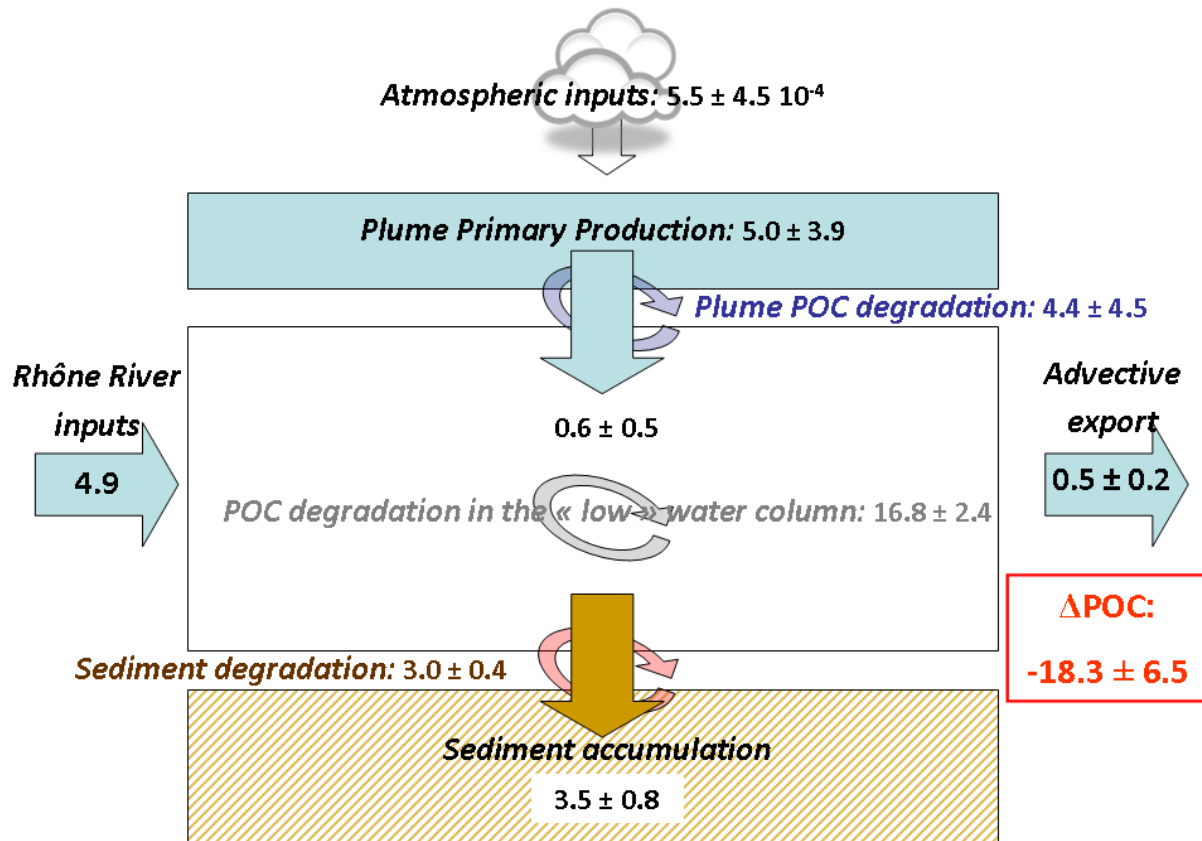 Atmospheric inputs: 5.5 ± 4.5 10⁻⁴
Plume Primary Production: 5.0 ± 3.9
Plume POC degradation: 4.4 ± 4.5
Rhône River
inputs
4.9
0.6 ± 0.5
Advective
export
0.5 ± 0.2
POC degradation in the « low » water column: 16.8 ± 2.4
ΔPOC:
-18.3 ± 6.5
Sediment degradation: 3.0 ± 0.4
Sediment accumulation
3.5 ± 0.8